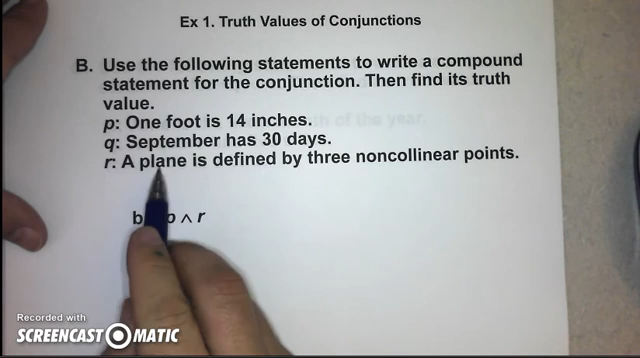 Ex 1. Truth Values of Conjunctions
B. Use the following statements to write a compound
statement for the conjunction. Then find its truth
value.
p: One foot is 14 inches.
q: September has 30 days.
r: A plane is defined by three noncollinear points.
b p ∧ r
Recorded with
SCREENCAST-O-MATIC